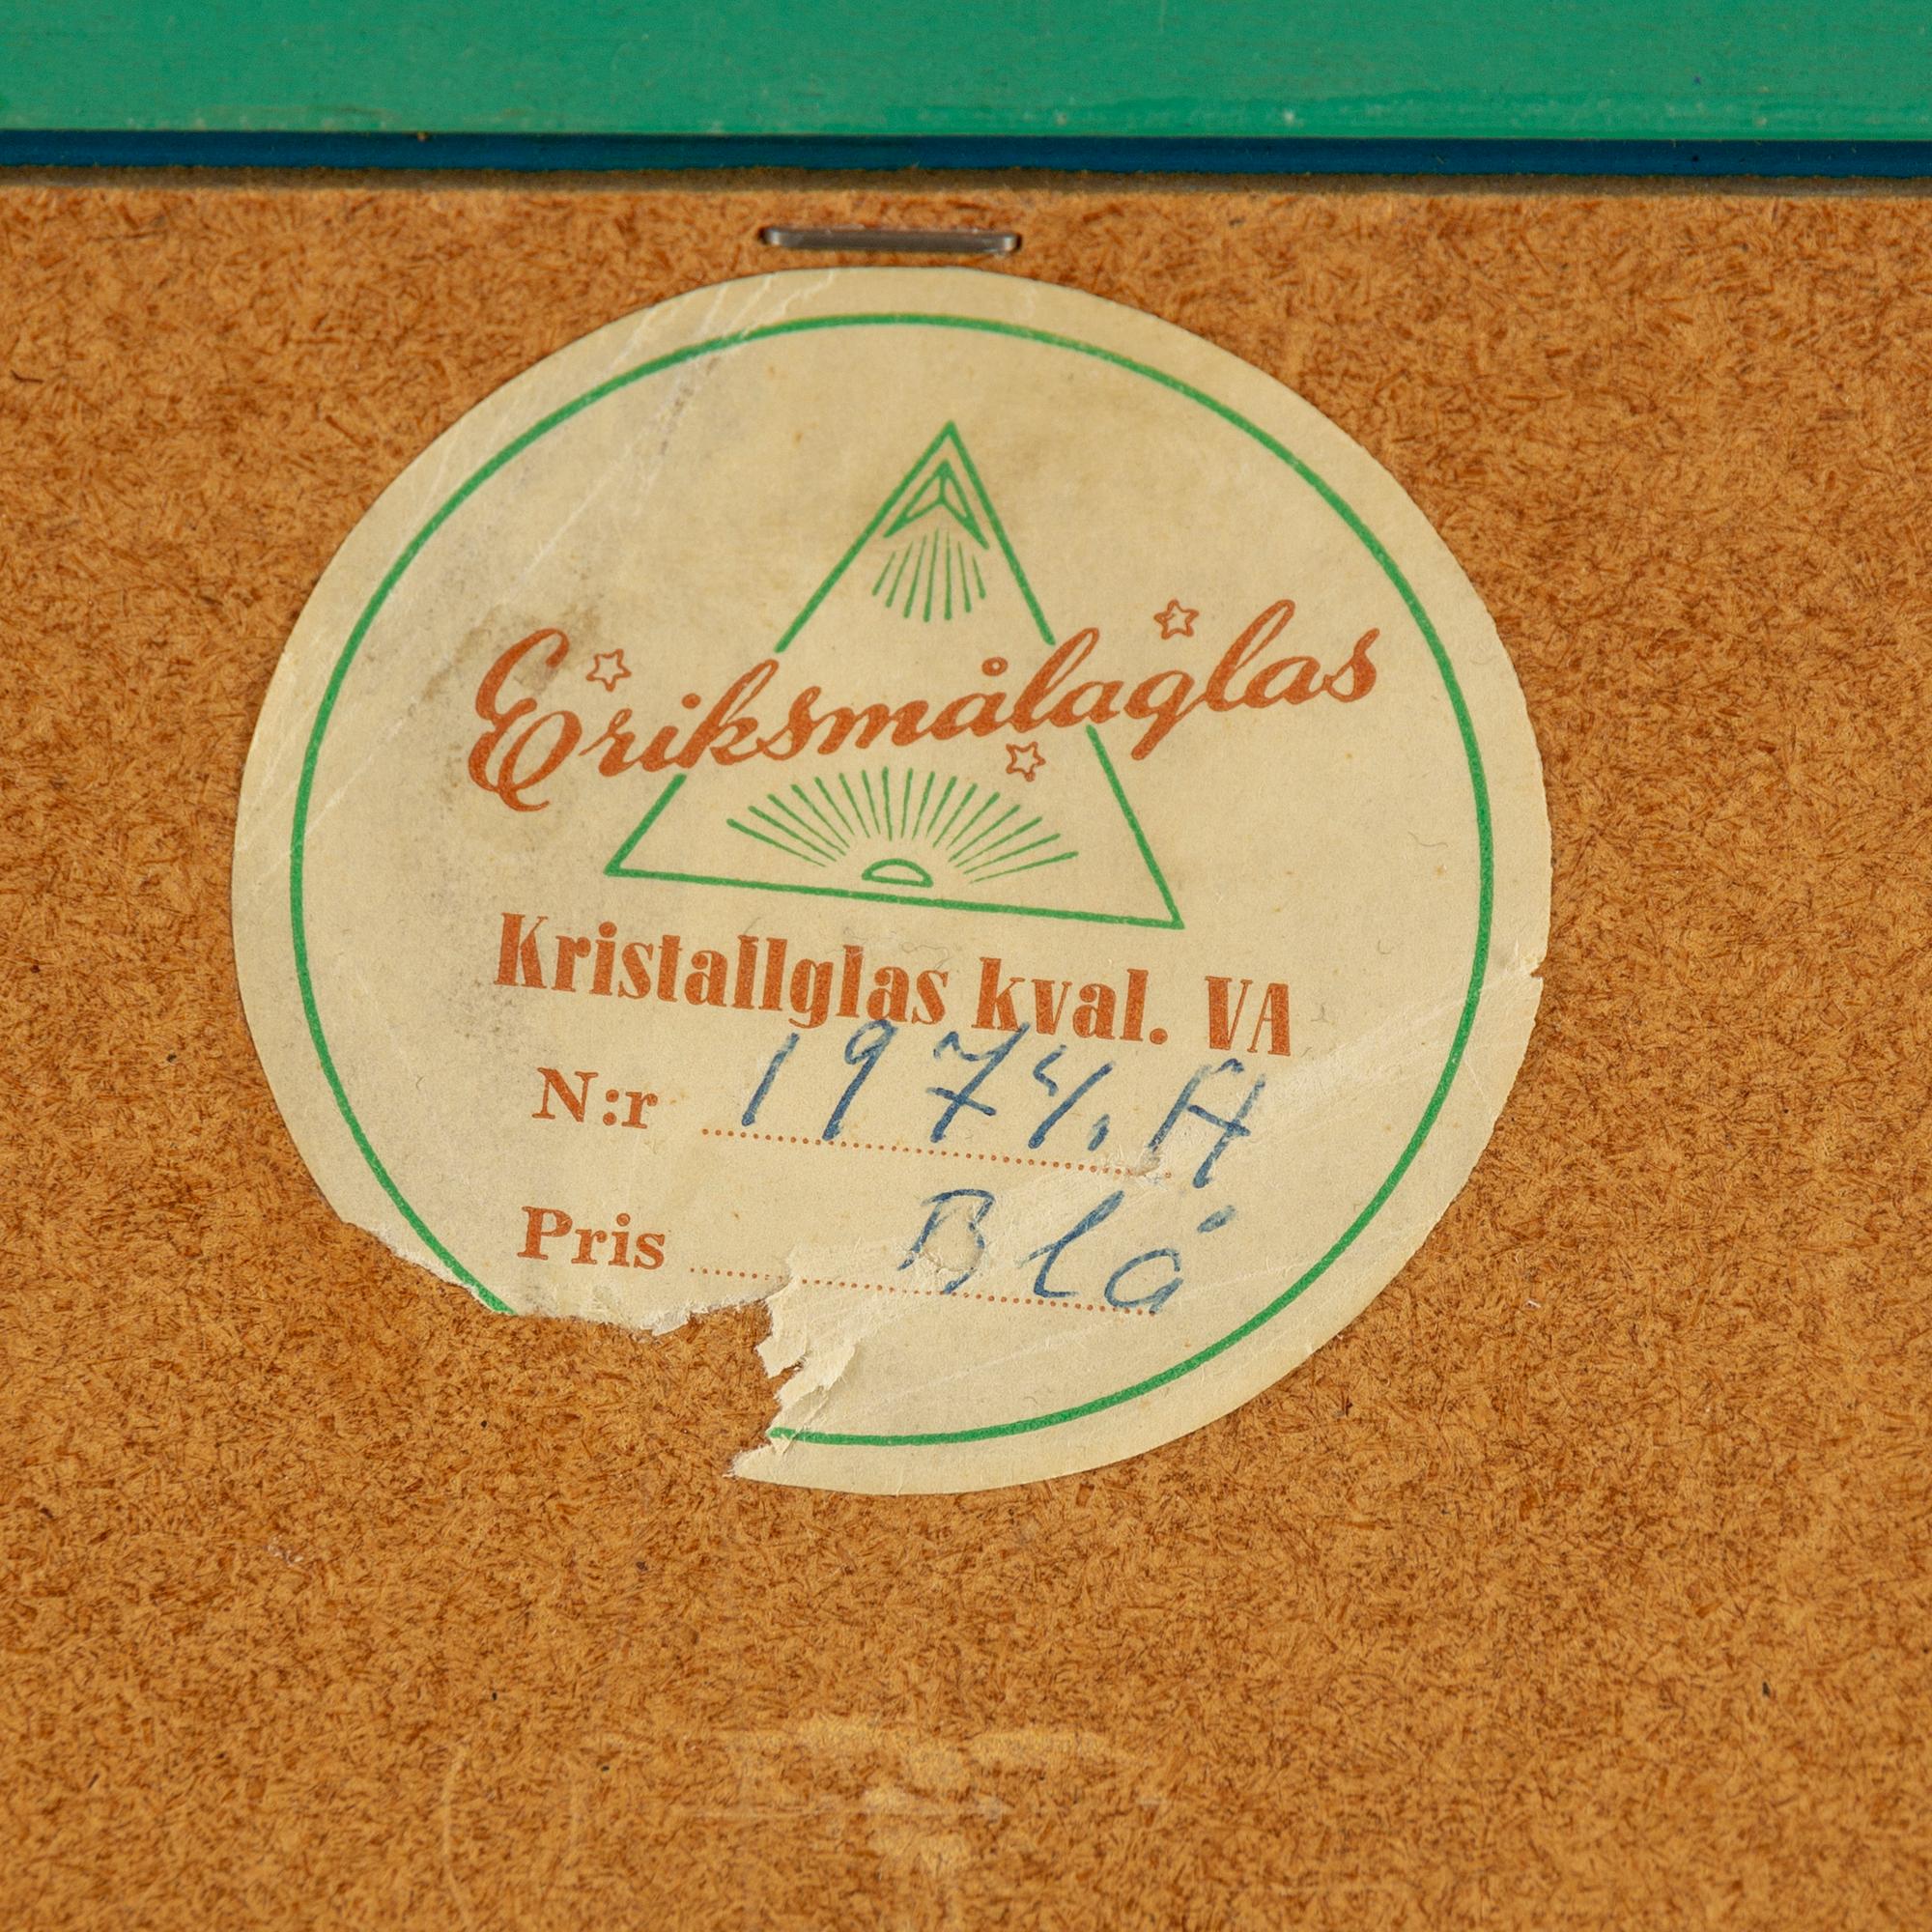 Eriksmålaglas
Kristallglas kval. VA
N:r 1974, A
Pris Blå